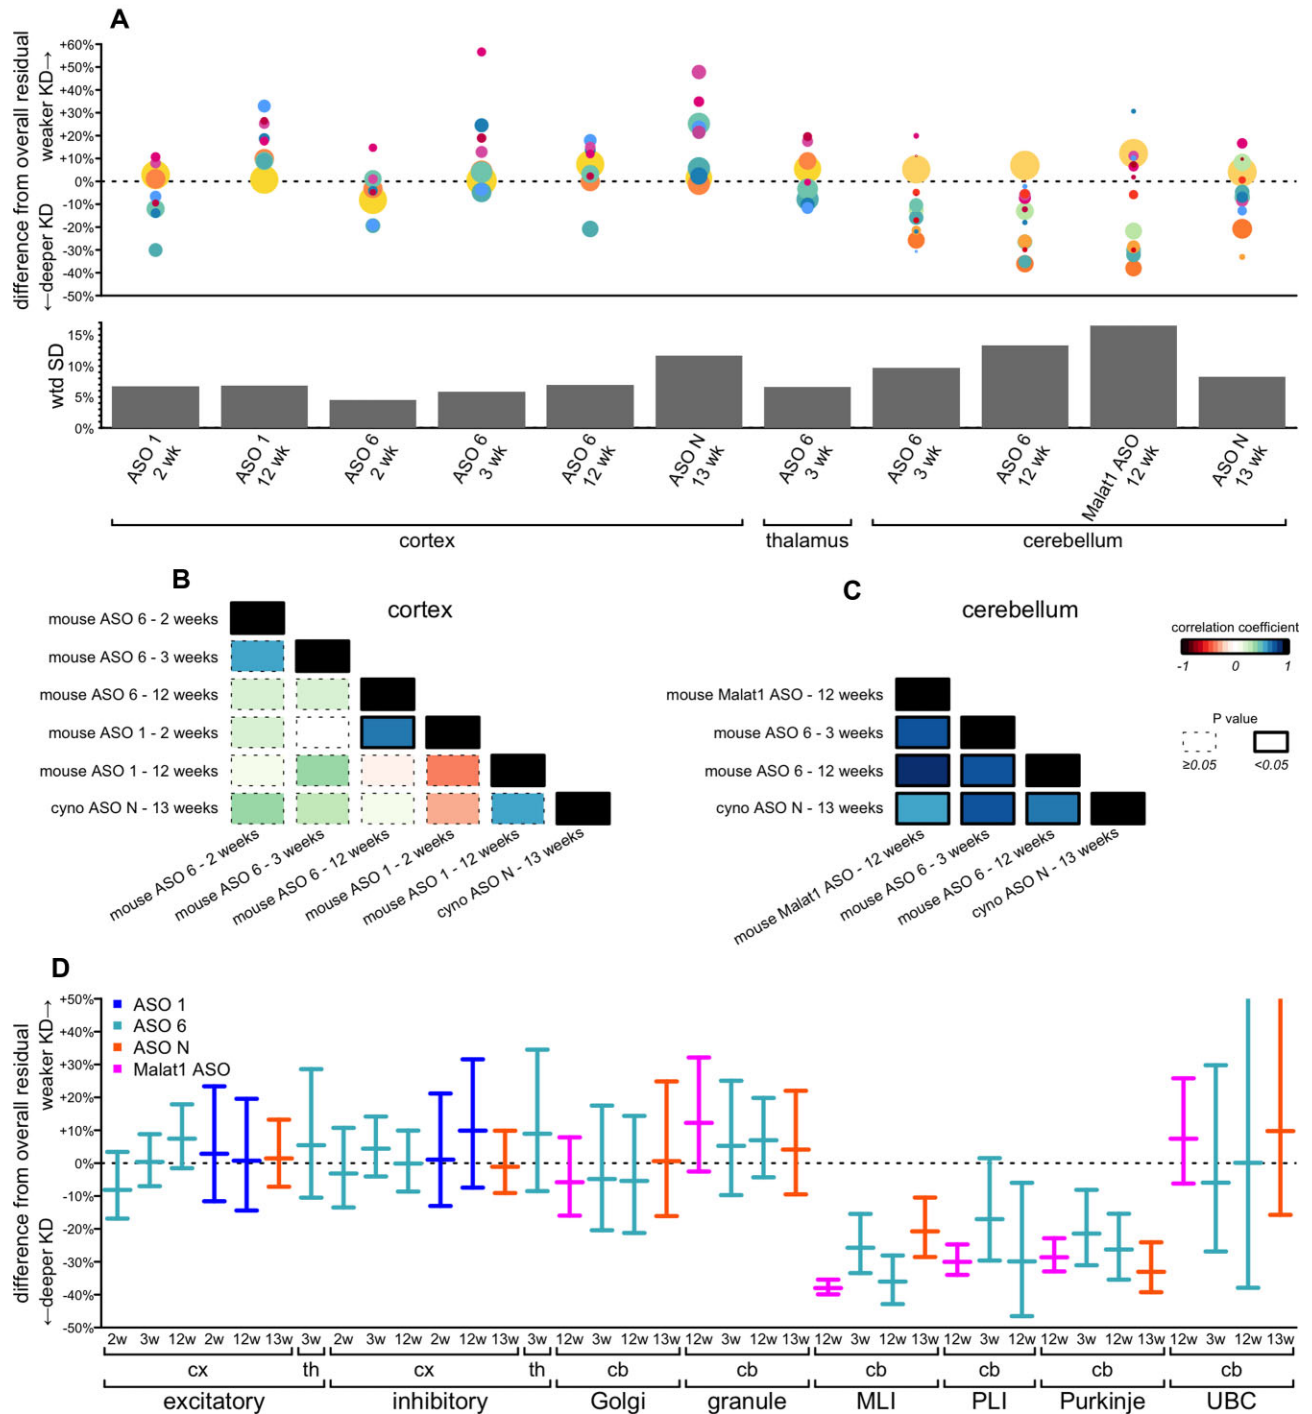 A
difference from overall residual
←deeper KD weaker KD→
+60%
+50%
+40%
+30%
+20%
+10%
0%
-10%
-20%
-30%
-40%
-50%
wtd SD
15%
10%
5%
0%
ASO 1
2 wk
ASO 1
12 wk
ASO 6
2 wk
ASO 6
3 wk
ASO 6
12 wk
ASO N
13 wk
ASO 6
3 wk
ASO 6
3 wk
ASO 6
12 wk
Malat1 ASO
12 wk
ASO N
13 wk
cortex thalamus cerebellum
B
cortex
mouse ASO 6 - 2 weeks
mouse ASO 6 - 3 weeks
mouse ASO 6 - 12 weeks
mouse ASO 1 - 2 weeks
mouse ASO 1 - 12 weeks
cyno ASO N - 13 weeks
mouse ASO 6 - 2 weeks
mouse ASO 6 - 3 weeks
mouse ASO 6 - 12 weeks
mouse ASO 1 - 2 weeks
mouse ASO 1 - 12 weeks
cyno ASO N - 13 weeks
C
cerebellum
mouse Malat1 ASO - 12 weeks
mouse ASO 6 - 3 weeks
mouse ASO 6 - 12 weeks
cyno ASO N - 13 weeks
mouse Malat1 ASO - 12 weeks
mouse ASO 6 - 3 weeks
mouse ASO 6 - 12 weeks
cyno ASO N - 13 weeks
correlation coefficient
-1 0 1
P value
≥0.05 <0.05
D
difference from overall residual
←deeper KD weaker KD→
+50%
+40%
+30%
+20%
+10%
0%
-10%
-20%
-30%
-40%
-50%
ASO 1
ASO 6
ASO N
Malat1 ASO
2w 3w 12w 2w 12w 13w 3w 2w 3w 12w 2w 12w 13w 3w 12w 3w 12w 13w 12w 3w 12w 13w 12w 3w 12w 13w 12w 3w 12w 12w 3w 12w 13w 12w 3w 12w 13w
cx th cx th cb cb cb cb cb cb
excitatory inhibitory Golgi granule MLI PLI Purkinje UBC